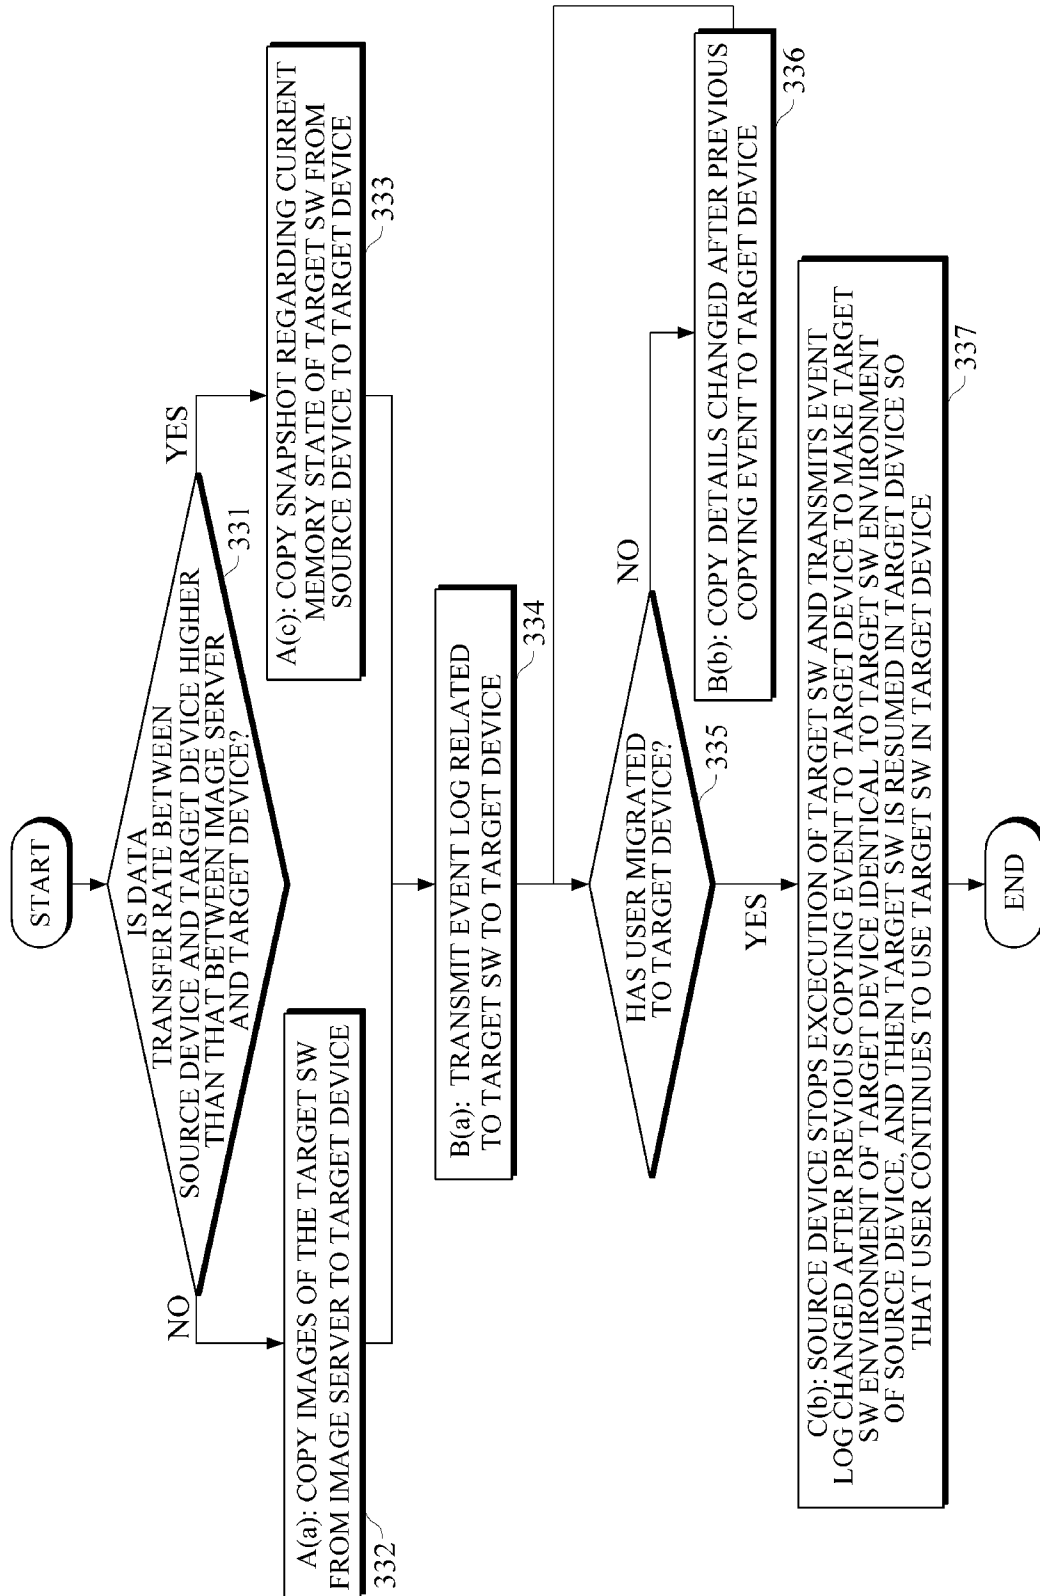 START
IS DATA
TRANSFER RATE BETWEEN
SOURCE DEVICE AND TARGET DEVICE HIGHER
THAN THAT BETWEEN IMAGE SERVER
AND TARGET DEVICE?
331
NO
YES
A(a): COPY IMAGES OF THE TARGET SW
FROM IMAGE SERVER TO TARGET DEVICE
332
A(c): COPY SNAPSHOT REGARDING CURRENT
MEMORY STATE OF TARGET SW FROM
SOURCE DEVICE TO TARGET DEVICE
333
B(a): TRANSMIT EVENT LOG RELATED
TO TARGET SW TO TARGET DEVICE
334
HAS USER MIGRATED
TO TARGET DEVICE?
335
NO
B(b): COPY DETAILS CHANGED AFTER PREVIOUS
COPYING EVENT TO TARGET DEVICE
336
YES
C(b): SOURCE DEVICE STOPS EXCECUTION OF TARGET SW AND TRANSMITS EVENT
LOG CHANGED AFTER PREVIOUS COPYING EVENT TO TARGET DEVICE TO MAKE TARGET
SW ENVIRONMENT OF TARGET DEVICE IDENTICAL TO TARGET SW ENVIRONMENT
OF SOURCE DEVICE, AND THEN TARGET SW IS RESUMED IN TARGET DEVICE SO
THAT USER CONTINUES TO USE TARGET SW IN TARGET DEVICE
337
END